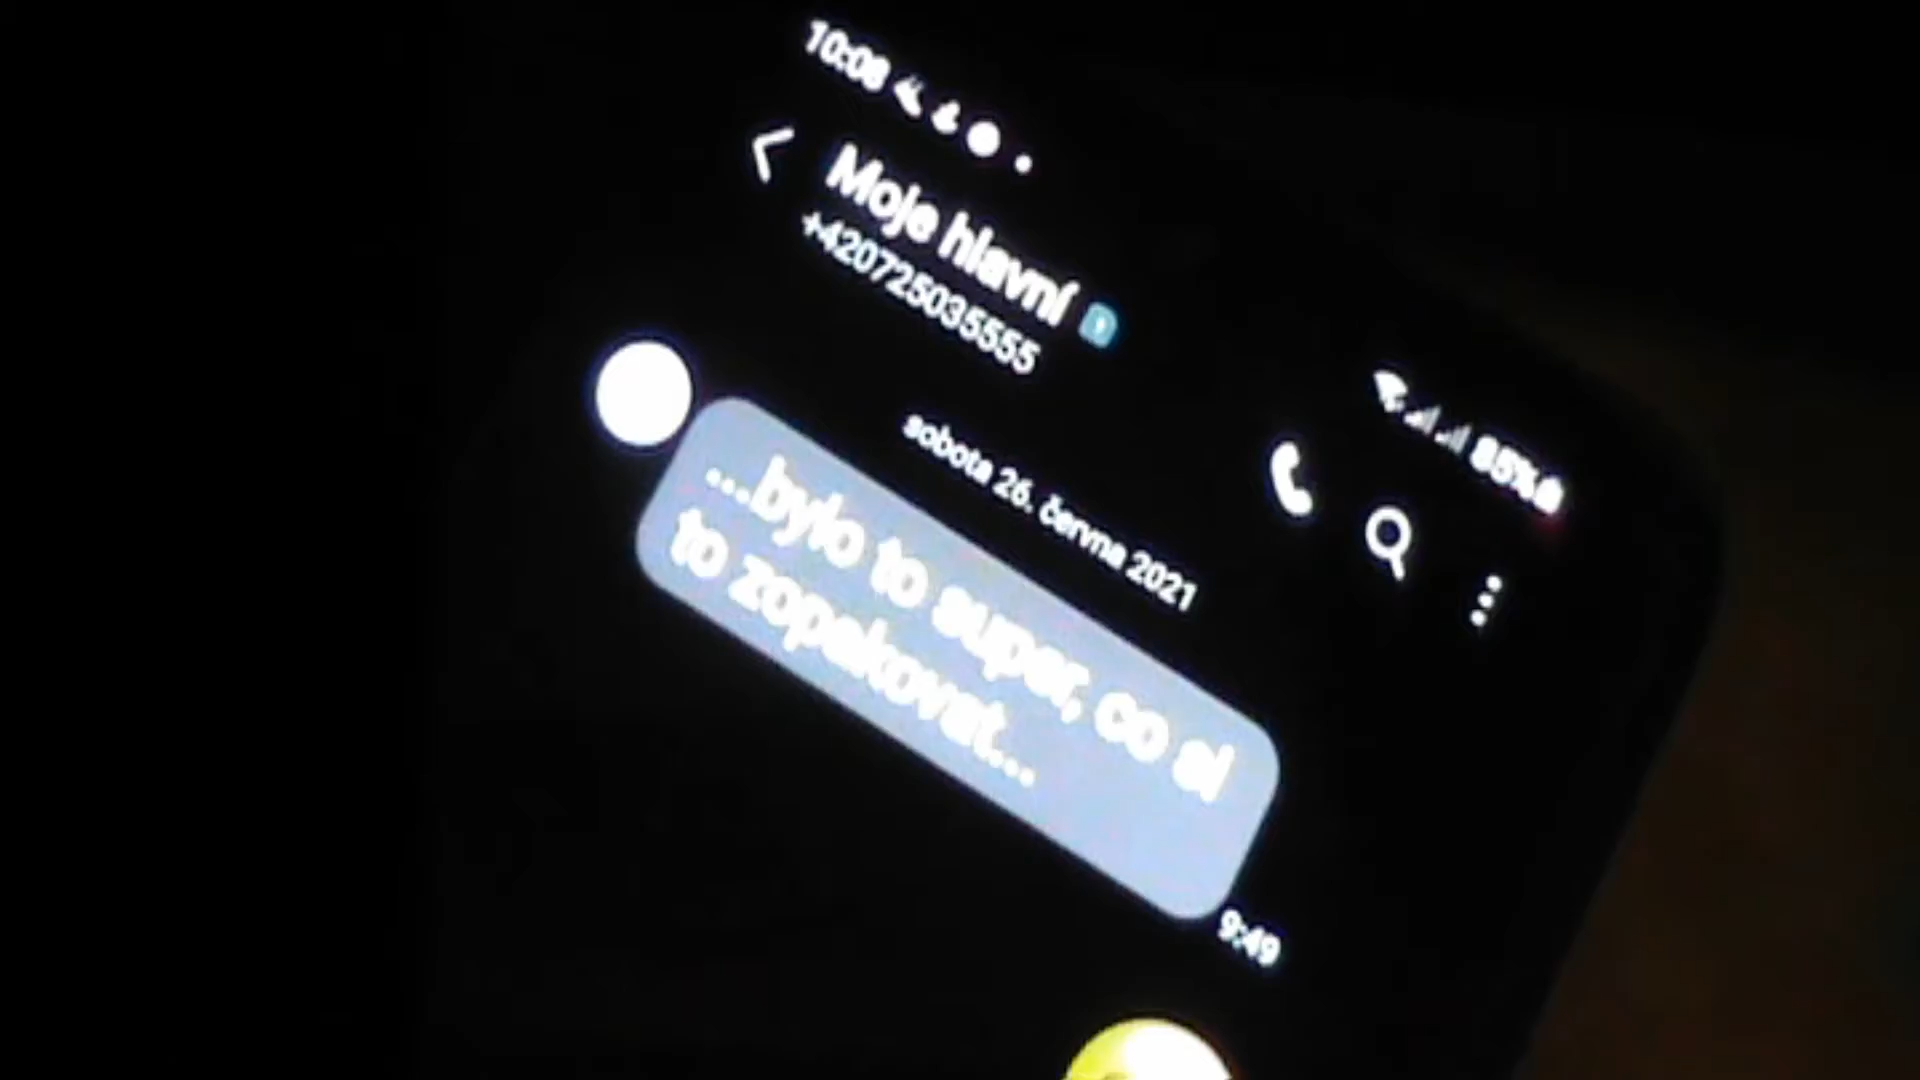 10:08
Moje hlavní
+420725035555
85%
sobota 26. června 2021
...bylo to super, co si
to zopakovat...
9:49